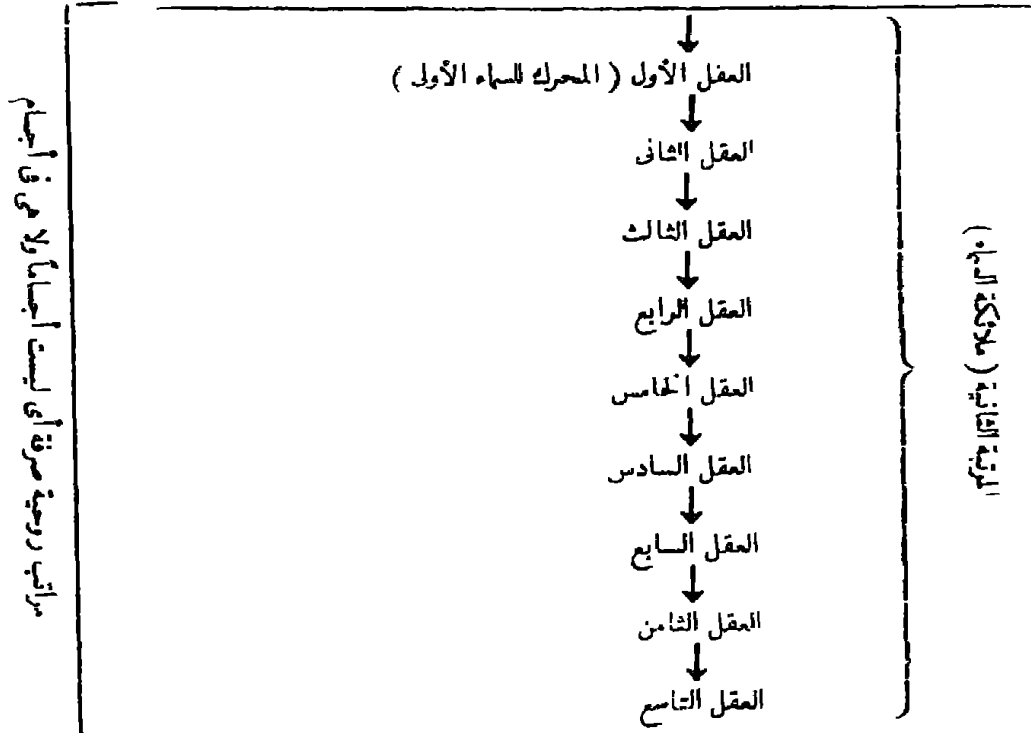 العقل الأول ( المحرك للسماء الأولى )
العقل الثانى
العقل الثالث
العقل الرابع
العقل الخامس
العقل السادس
العقل السابع
العقل الثامن
العقل التاسع
المرتبة الثانية ( ملائكة السماء )
مراتب روحية صرفة أى ليست أجساماً ولا هى فى أجسام